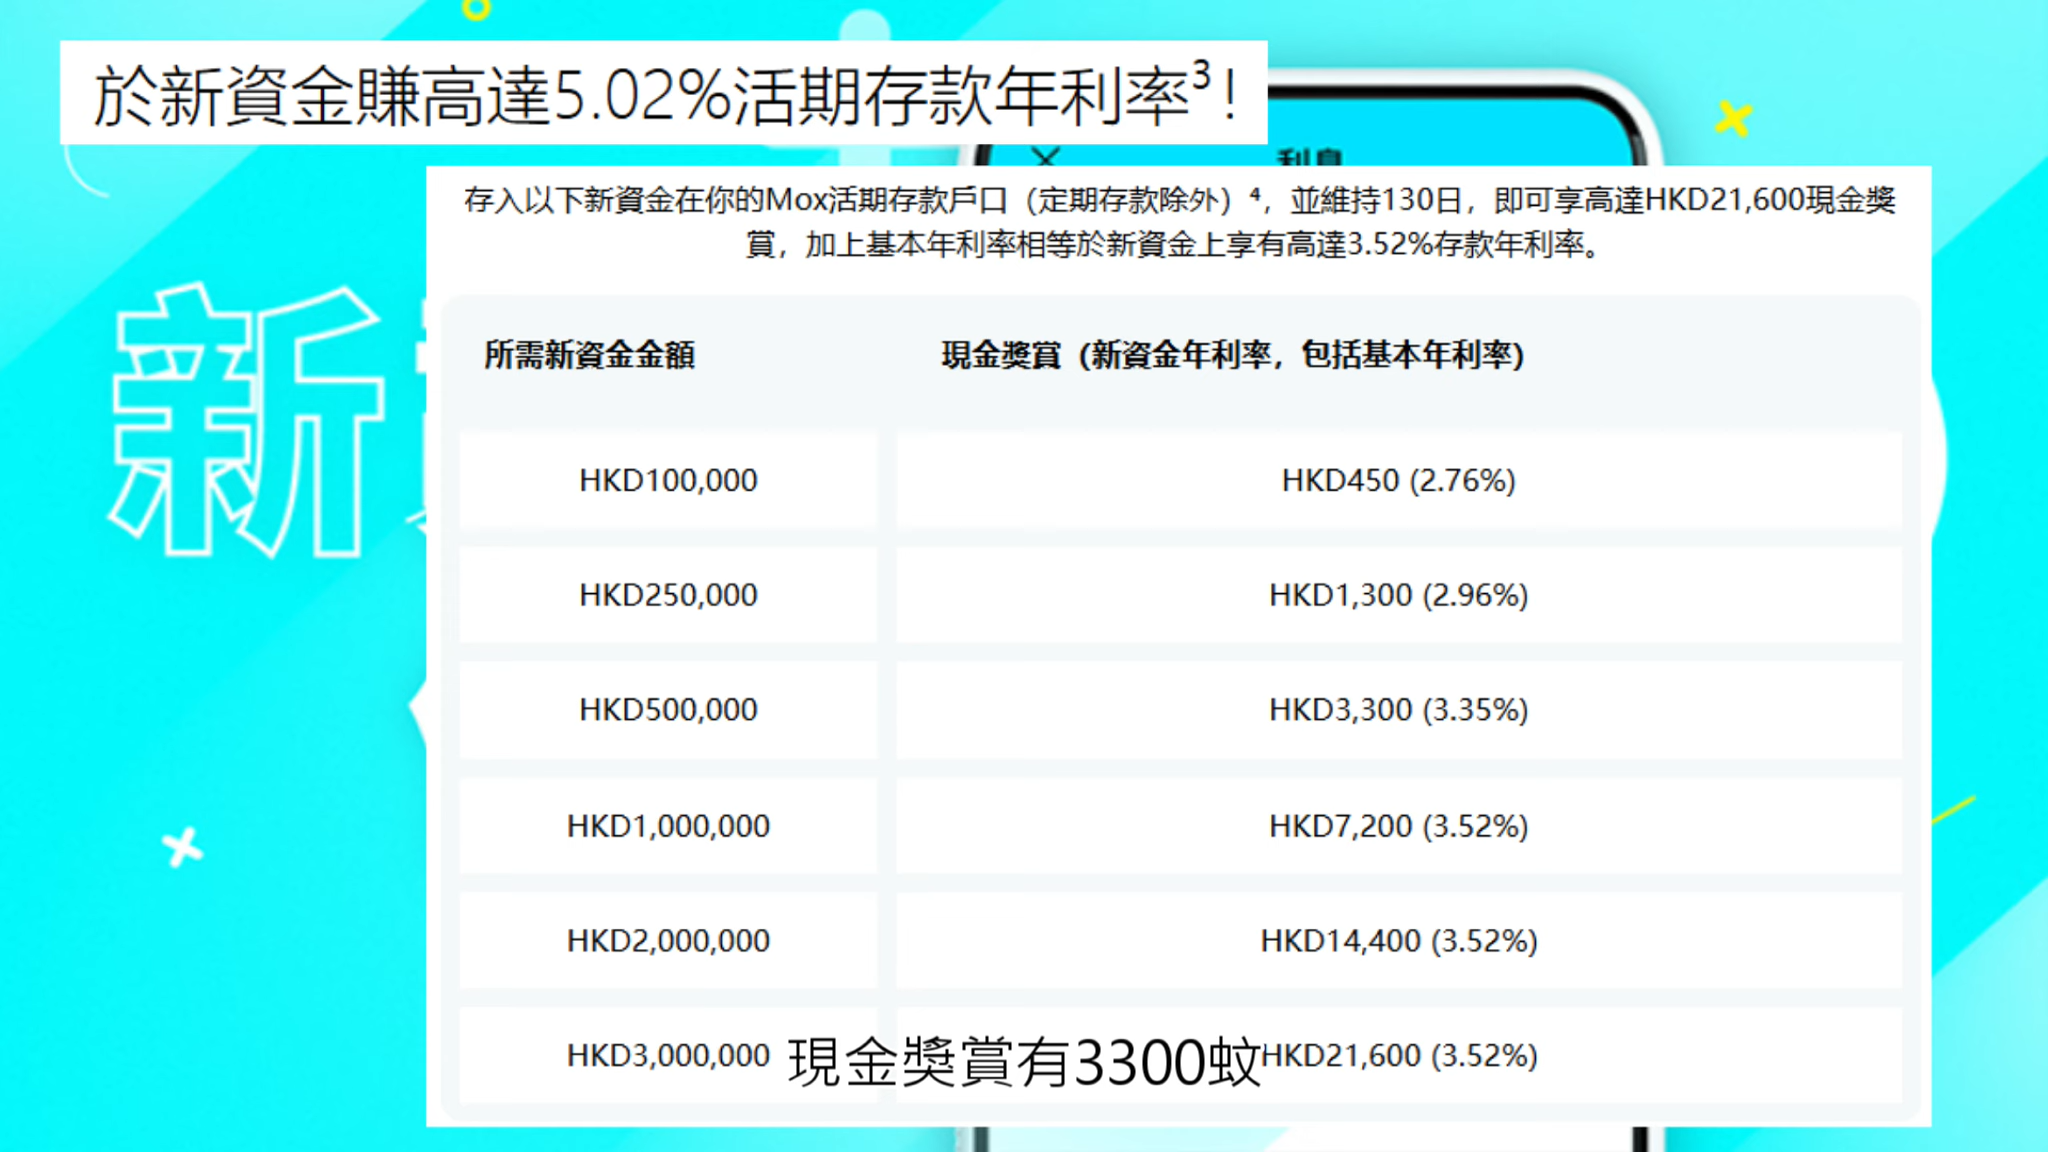 於新資金賺高達5.02%活期存款年利率³!
利息
存入以下新資金在你的Mox活期存款戶口（定期存款除外）⁴，並維持130日，即可享高達HKD21,600現金獎
賞，加上基本年利率相等於新資金上享有高達3.52%存款年利率。
新
所需新資金金額 現金獎賞（新資金年利率，包括基本年利率)
HKD100,000 HKD450 (2.76%)
HKD250,000 HKD1,300 (2.96%)
HKD500,000 HKD3,300 (3.35%)
HKD1,000,000 HKD7,200 (3.52%)
HKD2,000,000 HKD14,400 (3.52%)
HKD3,000,000 HKD21,600 (3.52%)
現金獎賞有3300蚊